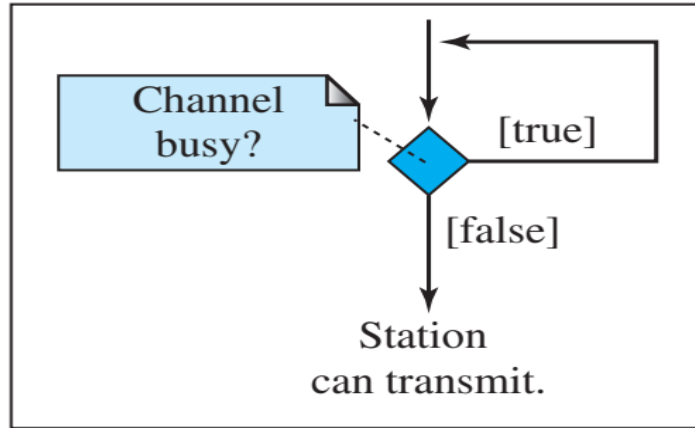 Channel
busy?
[true]
[false]
Station
can transmit.